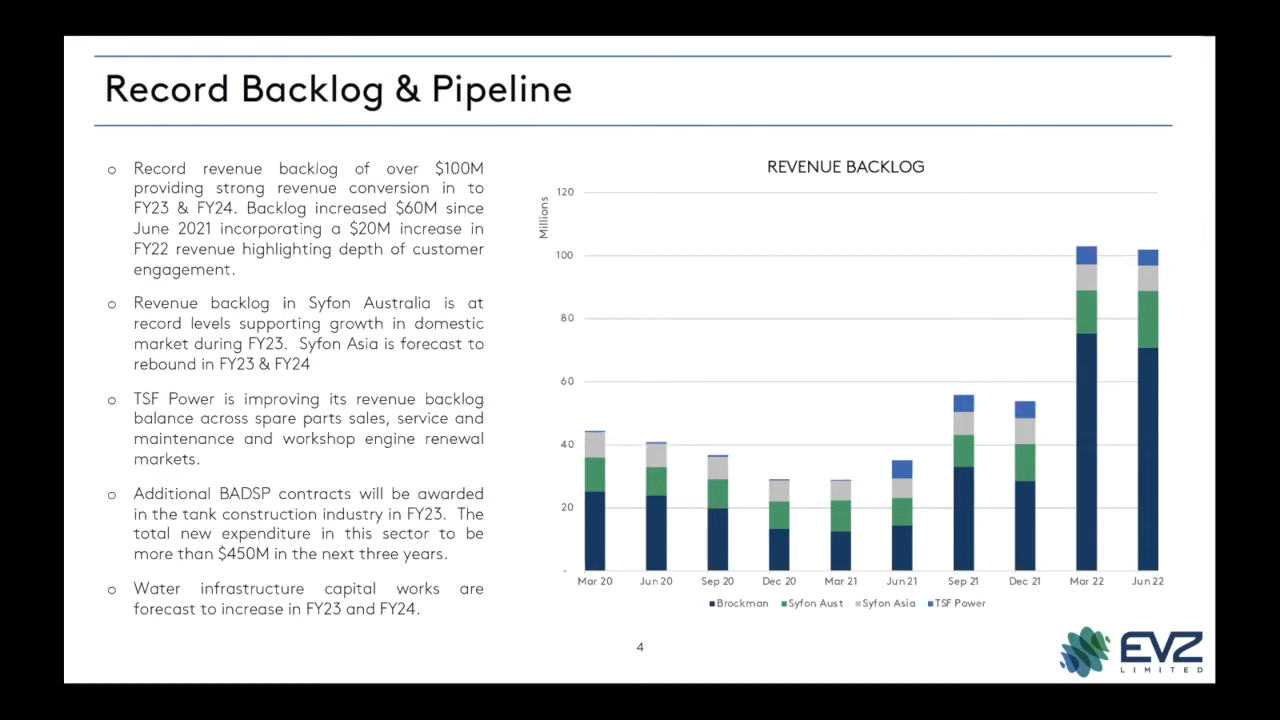 Record Backlog & Pipeline
o Record revenue backlog of over $100M
providing strong revenue conversion in to
FY23 & FY24. Backlog increased $60M since
June 2021 incorporating a $20M increase in
FY22 revenue highlighting depth of customer
engagement.
o Revenue backlog in Syfon Australia is at
record levels supporting growth in domestic
market during FY23. Syfon Asia is forecast to
rebound in FY23 & FY24
o TSF Power is improving its revenue backlog
balance across spare parts sales, service and
maintenance and workshop engine renewal
markets.
o Additional BADSP contracts will be awarded
in the tank construction industry in FY23. The
total new expenditure in this sector to be
more than $450M in the next three years.
o Water infrastructure capital works are
forecast to increase in FY23 and FY24.
REVENUE BACKLOG
Millions
120
100
80
60
40
20
-
Mar 20 Jun 20 Sep 20 Dec 20 Mar 21 Jun 21 Sep 21 Dec 21 Mar 22 Jun 22
Brockman Syfon Aust Syfon Asia TSF Power
4
EVZ
LIMITED